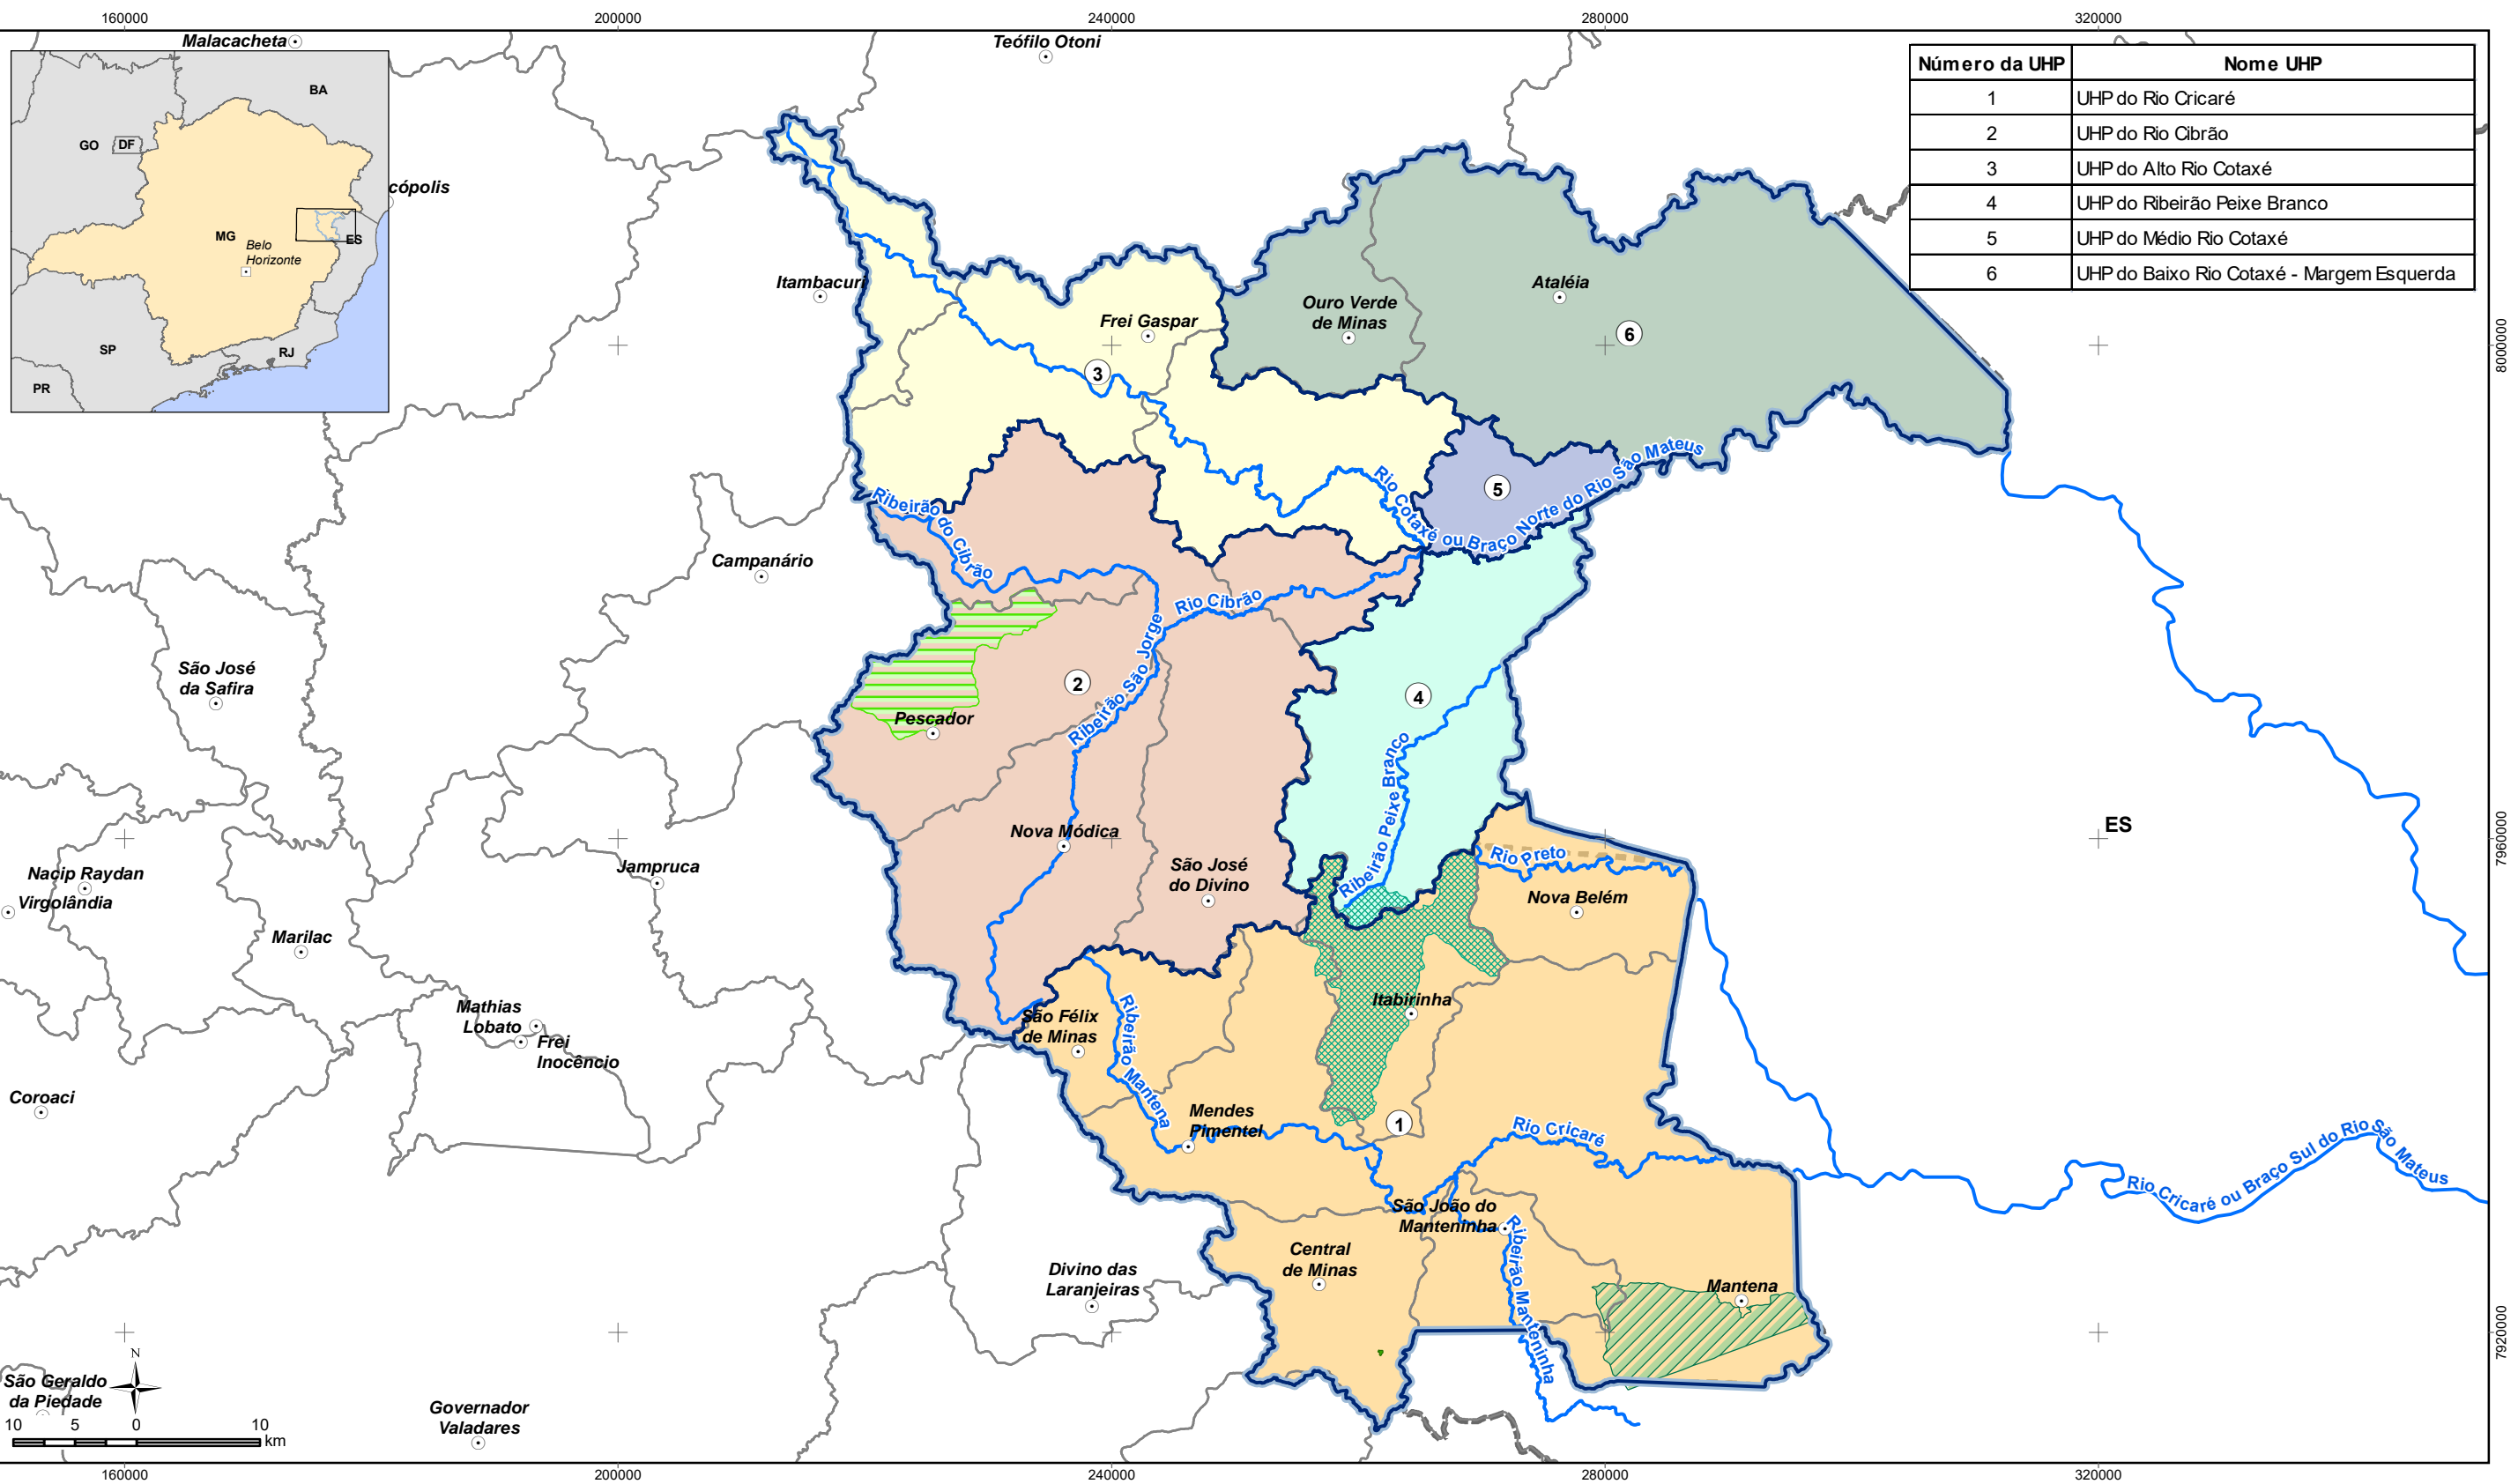 160000
200000
240000
280000
320000
Malacacheta
Teófilo Otoni
Número da UHP Nome UHP
1 UHP do Rio Cricaré
2 UHP do Rio Cibrão
3 UHP do Alto Rio Cotaxé
4 UHP do Ribeirão Peixe Branco
5 UHP do Médio Rio Cotaxé
6 UHP do Baixo Rio Cotaxé - Margem Esquerda
BA
GO
DF
MG
Belo
Horizonte
ES
SP
RJ
PR
cópolis
Itambacuri
Frei Gaspar
Ouro Verde
de Minas
Ataléia
6
8000000
3
5
Rio Cotaxé ou Braço Norte do Rio São Mateus
Ribeirão do Cibrão
Campanário
Rio Cibrão
São José
da Safira
2
4
Ribeirão São Jorge
Pescador
Ribeirão Peixe Branco
Nova Módica
ES
7960000
Rio Preto
Jampruca
São José
do Divino
Nova Belém
Nacip Raydan
Virgolândia
Marilac
Itabirinha
Mathias
Lobato
Frei
Inocêncio
São Félix
de Minas
Ribeirão Mantena
Coroaci
Mendes
Pimentel
1
Rio Cricaré
Rio Cricaré ou Braço Sul do Rio São Mateus
São João do
Manteninha
Ribeirão Manteninha
Central
de Minas
Divino das
Laranjeiras
Mantena
7920000
N
São Geraldo
da Piedade
10 5 0 10
km
Governador
Valadares
160000
200000
240000
280000
320000